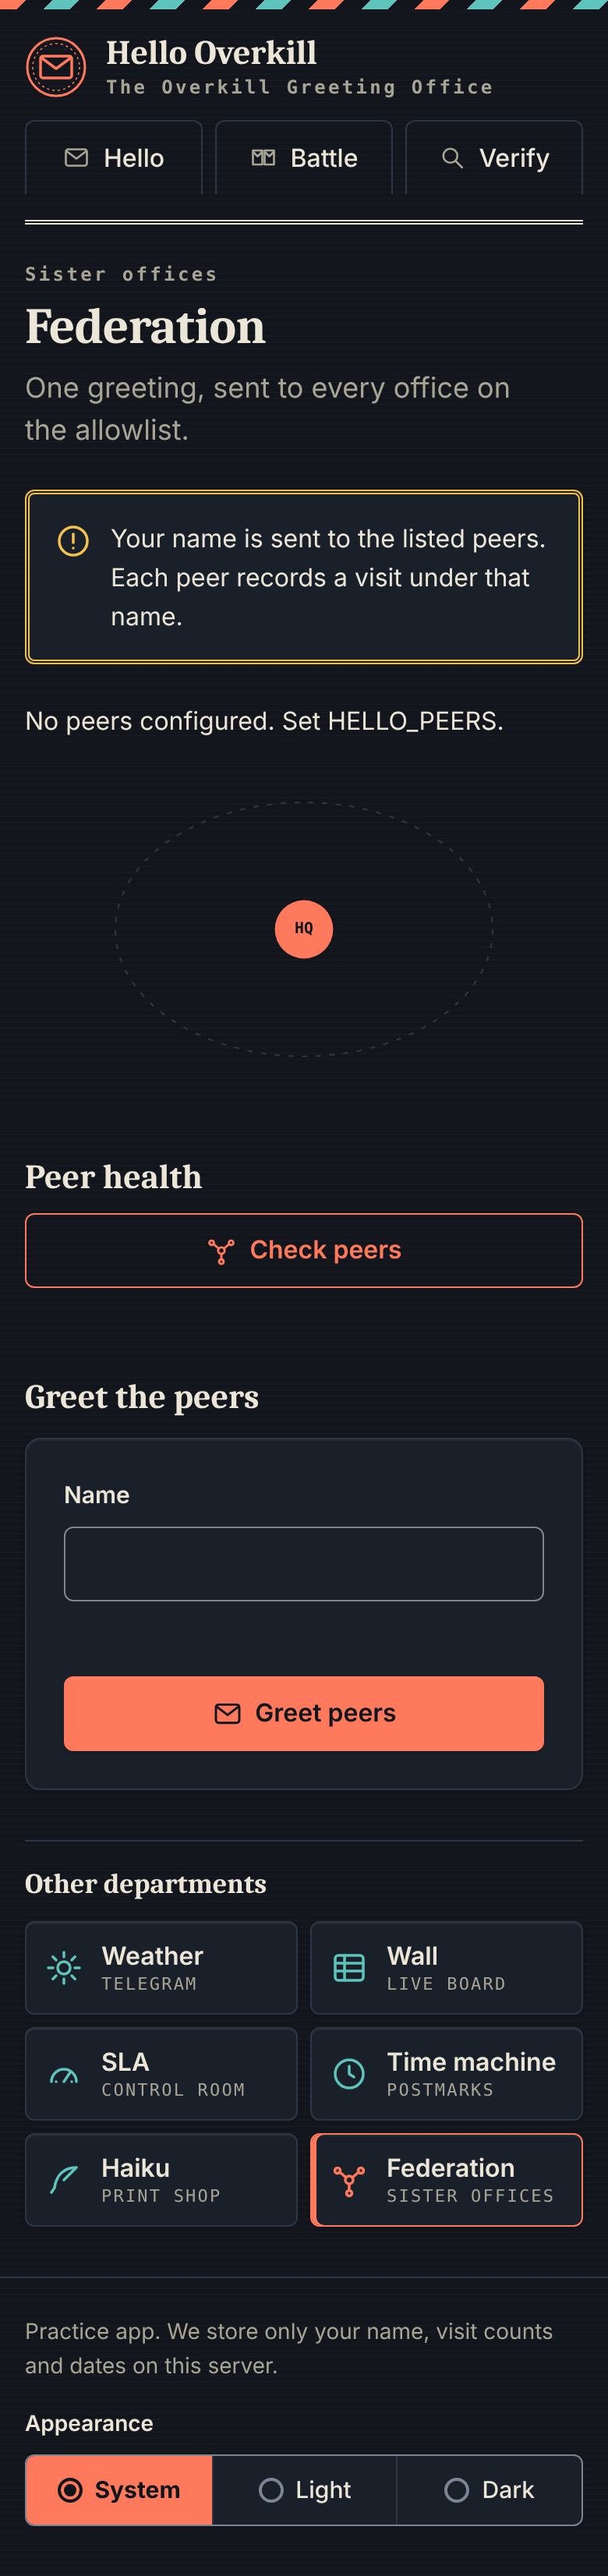 Hello Overkill
The Overkill Greeting Office
Hello
Battle
Verify
Sister offices
Federation
One greeting, sent to every office on
the allowlist.
Your name is sent to the listed peers.
Each peer records a visit under that
name.
No peers configured. Set HELLO_PEERS.
HQ
Peer health
Check peers
Greet the peers
Name
Greet peers
Other departments
Weather
TELEGRAM
Wall
LIVE BOARD
SLA
CONTROL ROOM
Time machine
POSTMARKS
Haiku
PRINT SHOP
Federation
SISTER OFFICES
Practice app. We store only your name, visit counts
and dates on this server.
Appearance
System
Light
Dark